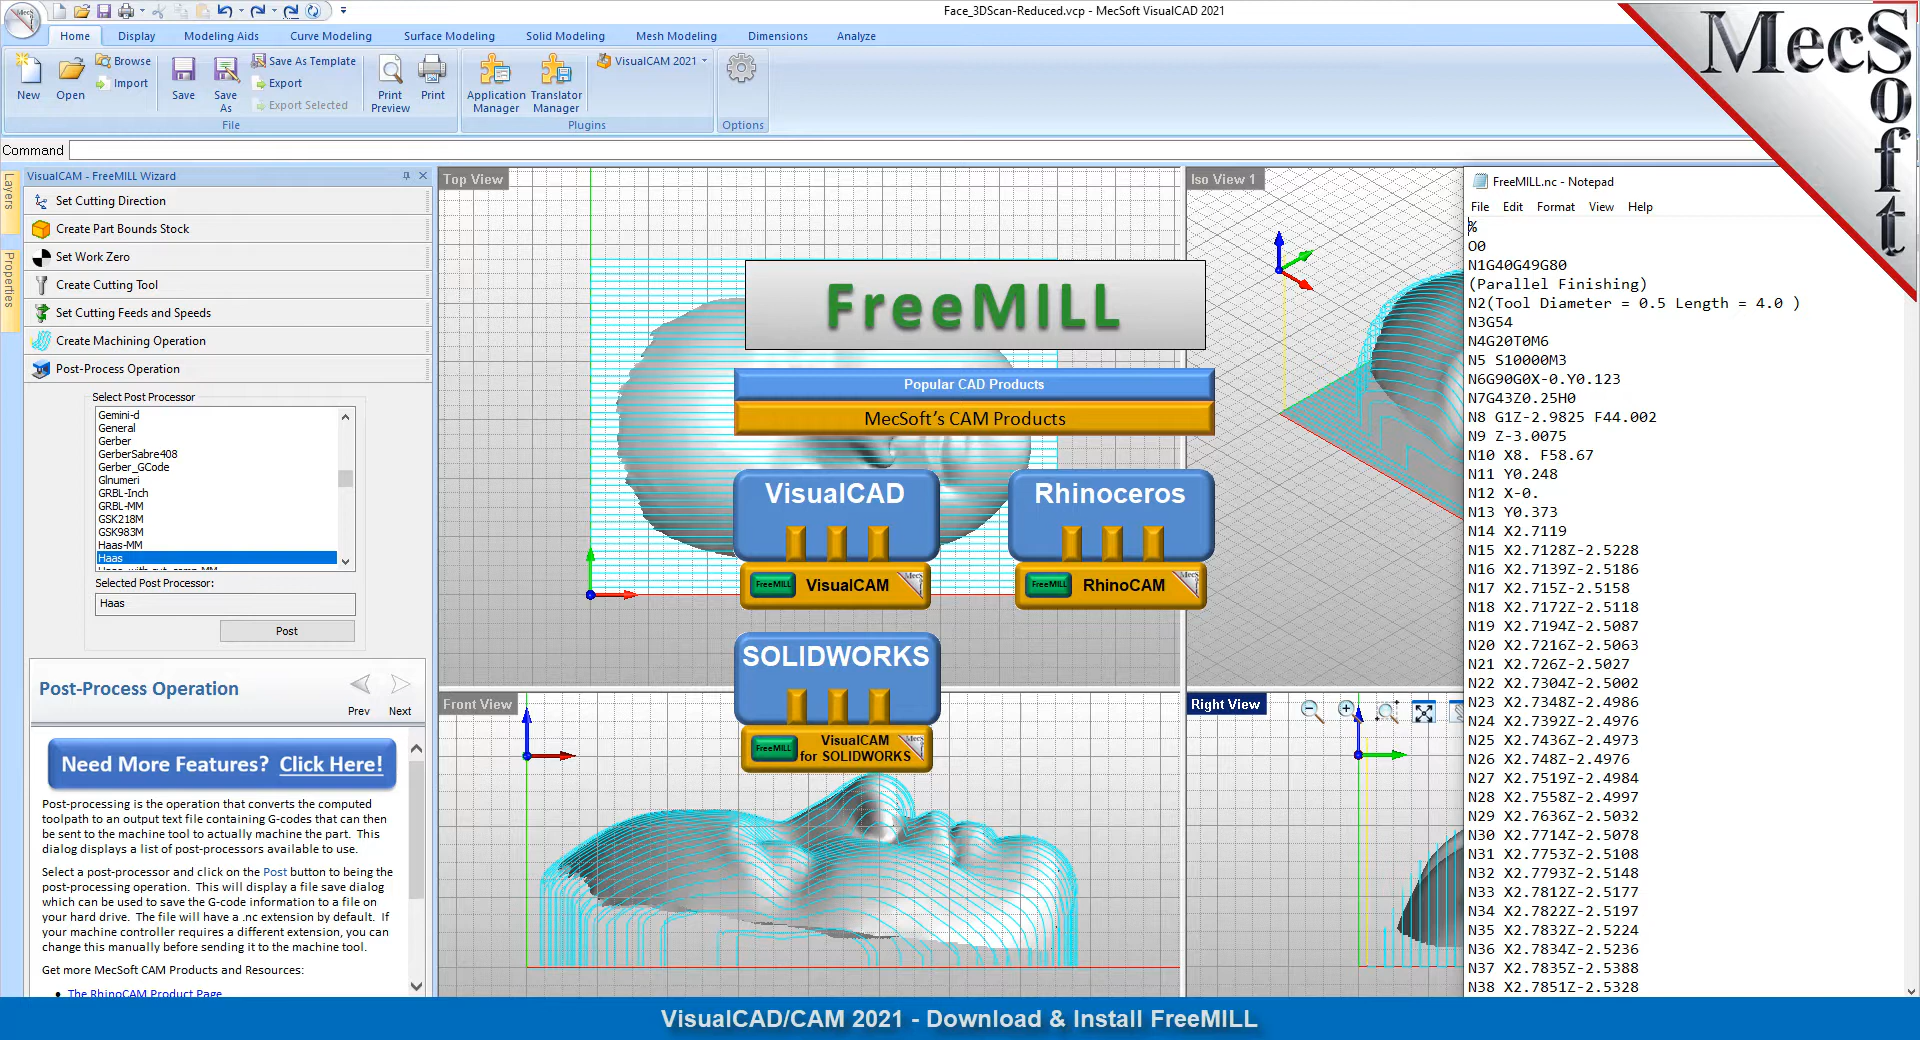 Face_3DScan-Reduced.vcp - MecSoft VisualCAD 2021
Home Display Modeling Aids Curve Modeling Surface Modeling Solid Modeling Mesh Modeling Dimensions Analyze
New Open Browse Import Save Save As Save As Template Export Export Selected Print Preview Print Application Manager Translator Manager VisualCAM 2021
File Plugins Options
Command
MecSoft
Layers
Properties
VisualCAM - FreeMILL Wizard
Set Cutting Direction
Create Part Bounds Stock
Set Work Zero
Create Cutting Tool
Set Cutting Feeds and Speeds
Create Machining Operation
Post-Process Operation
Select Post Processor
Gemini-d
General
Gerber
GerberSabre408
Gerber_GCode
Glnumeri
GRBL-Inch
GRBL-MM
GSK218M
GSK983M
Haas-MM
Haas
Selected Post Processor:
Haas
Post
Post-Process Operation
Prev Next
Need More Features? Click Here!
Post-processing is the operation that converts the computed
toolpath to an output text file containing G-codes that can then
be sent to the machine tool to actually machine the part. This
dialog displays a list of post-processors available to use.
Select a post-processor and click on the Post button to being the
post-processing operation. This will display a file save dialog
which can be used to save the G-code information to a file on
your hard drive. The file will have a .nc extension by default. If
your machine controller requires a different extension, you can
change this manually before sending it to the machine tool.
Get more MecSoft CAM Products and Resources:
• The RhinoCAM Product Page
Top View
Iso View 1
Front View
Right View
FreeMILL
Popular CAD Products
MecSoft's CAM Products
VisualCAD
FreeMILL VisualCAM MecSoft
Rhinoceros
FreeMILL RhinoCAM MecSoft
SOLIDWORKS
FreeMILL VisualCAM for SOLIDWORKS MecSoft
FreeMILL.nc - Notepad
File Edit Format View Help
%
O0
N1G40G49G80
(Parallel Finishing)
N2(Tool Diameter = 0.5 Length = 4.0 )
N3G54
N4G20T0M6
N5 S10000M3
N6G90G0X-0.Y0.123
N7G43Z0.25H0
N8 G1Z-2.9825 F44.002
N9 Z-3.0075
N10 X8. F58.67
N11 Y0.248
N12 X-0.
N13 Y0.373
N14 X2.7119
N15 X2.7128Z-2.5228
N16 X2.7139Z-2.5186
N17 X2.715Z-2.5158
N18 X2.7172Z-2.5118
N19 X2.7194Z-2.5087
N20 X2.7216Z-2.5063
N21 X2.726Z-2.5027
N22 X2.7304Z-2.5002
N23 X2.7348Z-2.4986
N24 X2.7392Z-2.4976
N25 X2.7436Z-2.4973
N26 X2.748Z-2.4976
N27 X2.7519Z-2.4984
N28 X2.7558Z-2.4997
N29 X2.7636Z-2.5032
N30 X2.7714Z-2.5078
N31 X2.7753Z-2.5108
N32 X2.7793Z-2.5148
N33 X2.7812Z-2.5177
N34 X2.7822Z-2.5197
N35 X2.7832Z-2.5224
N36 X2.7834Z-2.5236
N37 X2.7835Z-2.5388
N38 X2.7851Z-2.5328
VisualCAD/CAM 2021 - Download & Install FreeMILL